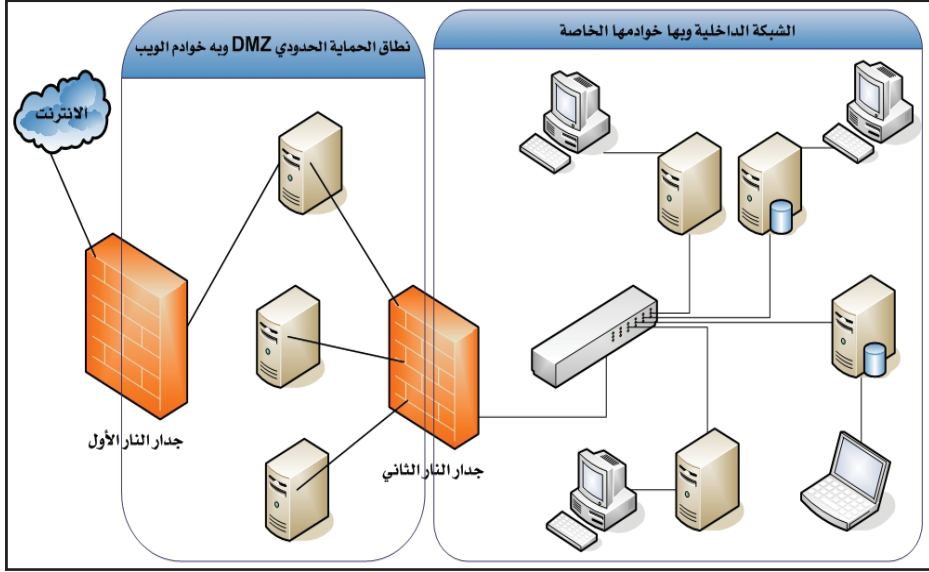 الشبكة الداخلية وبها خوادمها الخاصة
نطاق الحماية الحدودي DMZ وبه خوادم الويب
الانترنت
جدار النار الأول
جدار النار الثاني